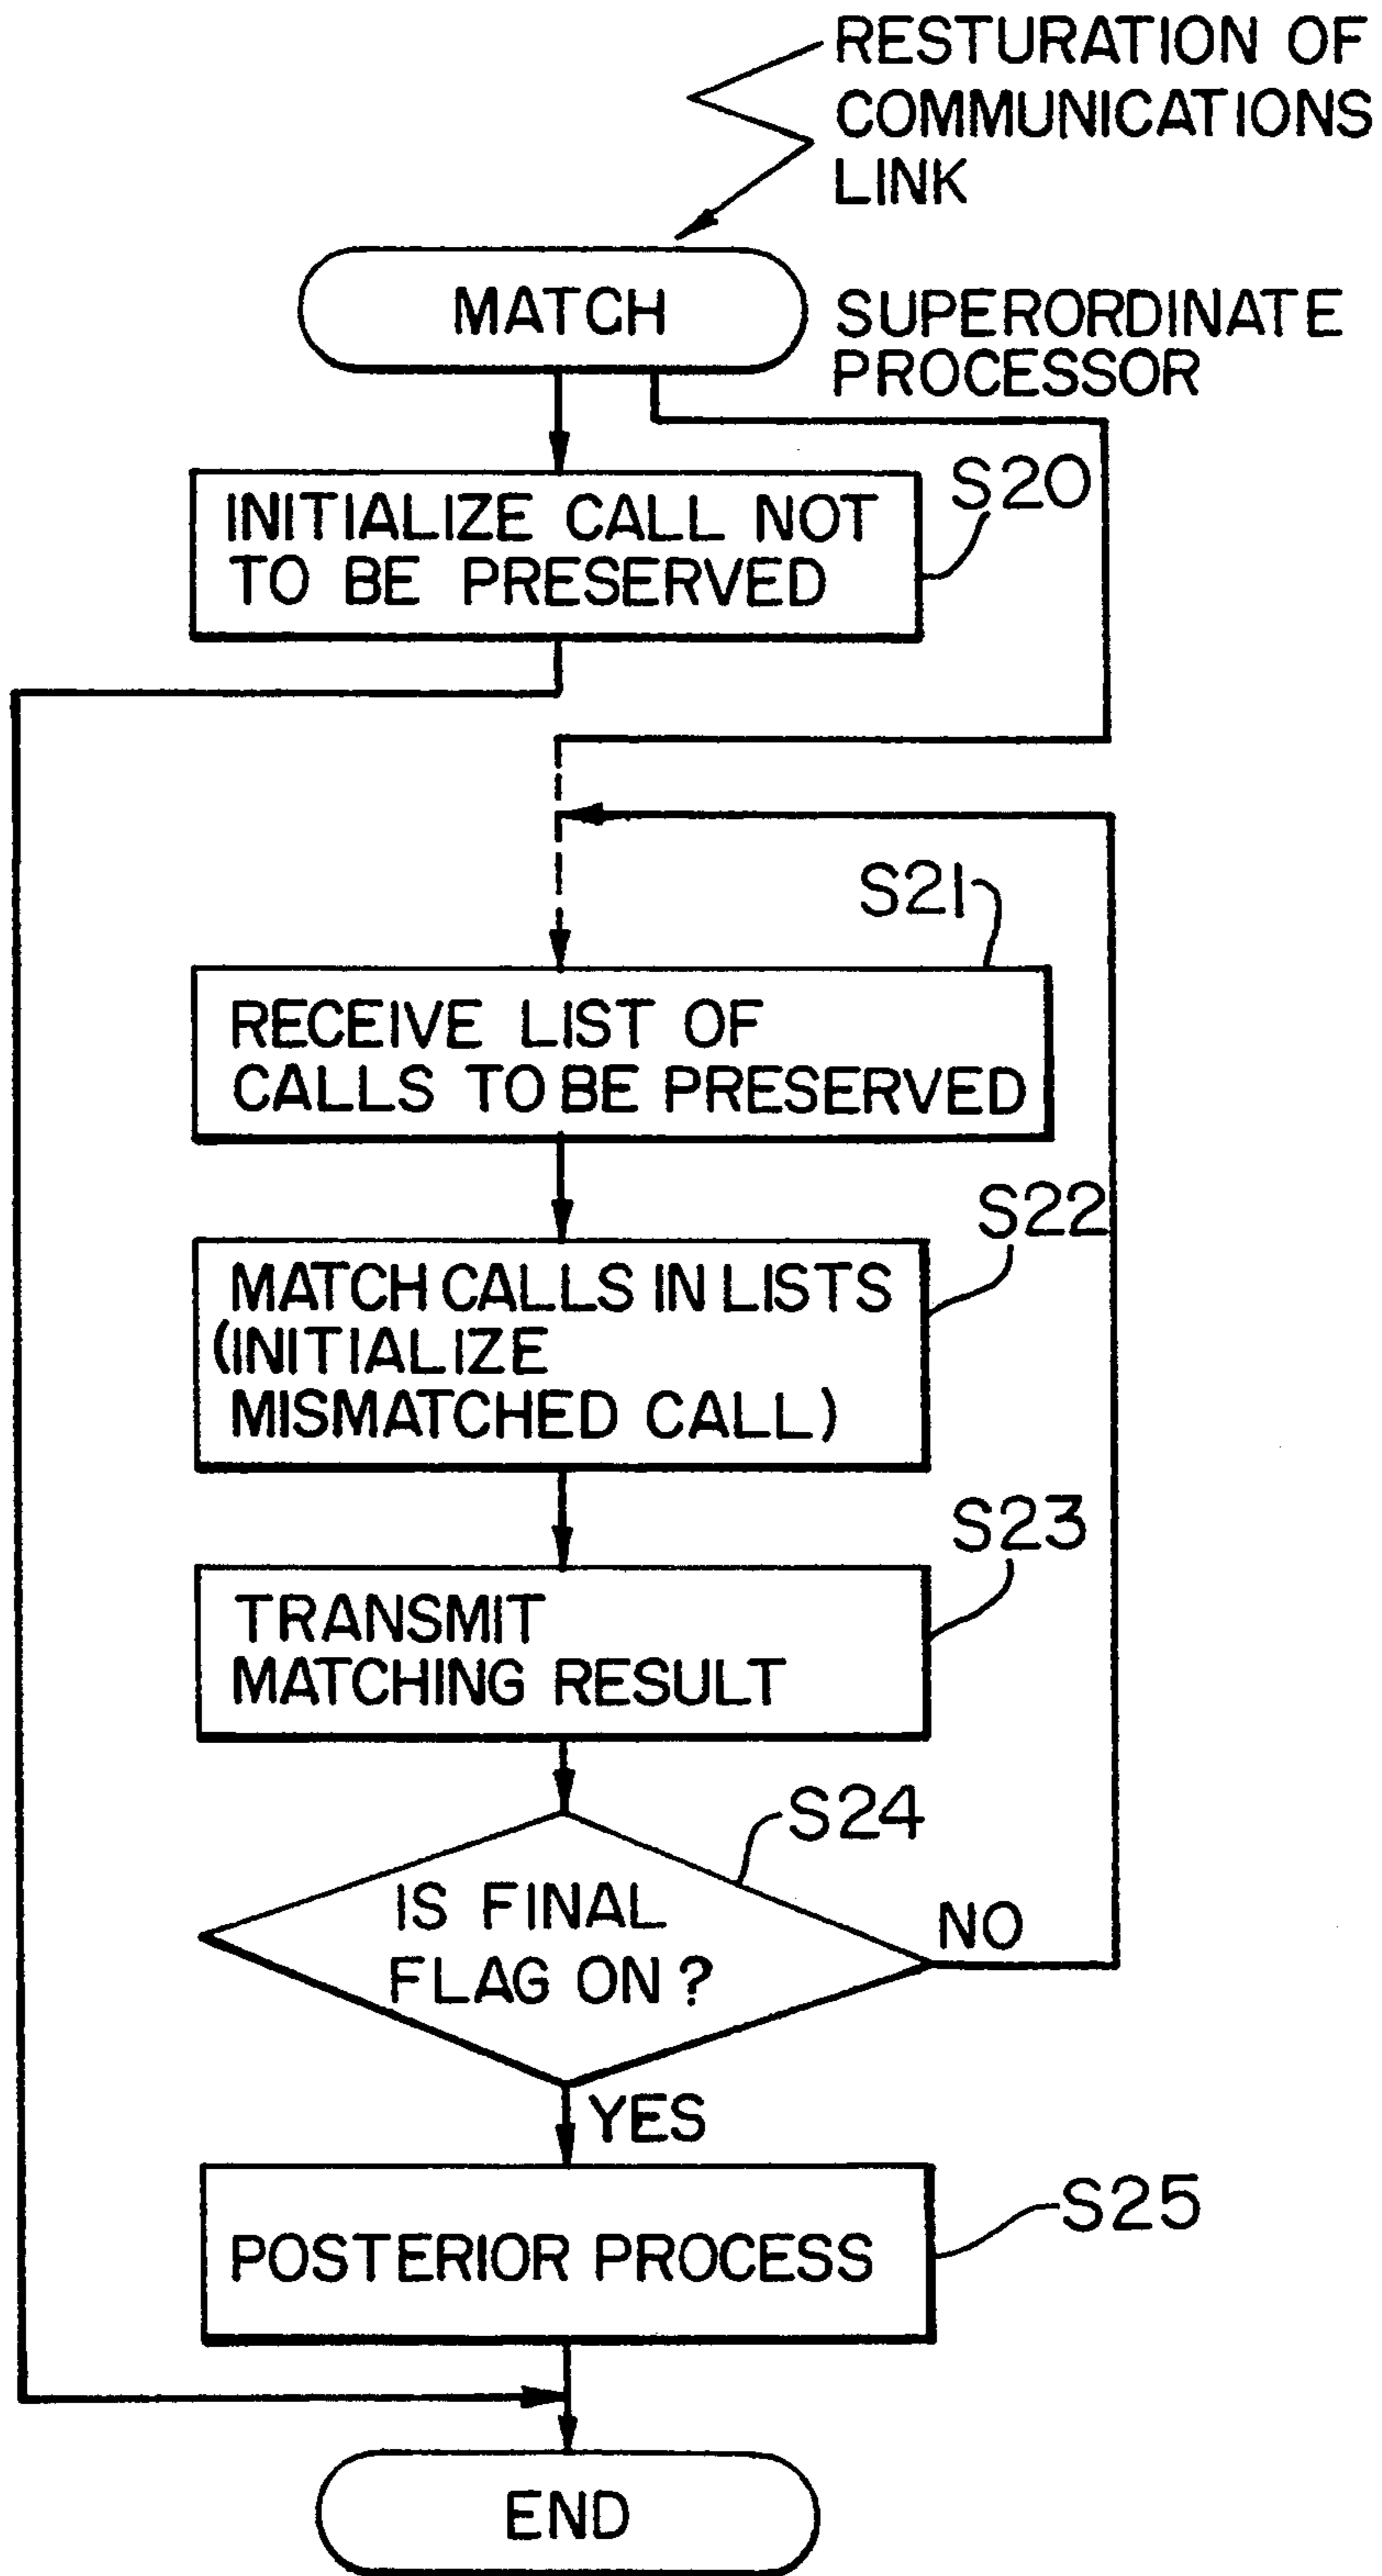 RESTURATION OF
COMMUNICATIONS
LINK
MATCH
SUPERORDINATE
PROCESSOR
S20
INITIALIZE CALL NOT
TO BE PRESERVED
S21
RECEIVE LIST OF
CALLS TO BE PRESERVED
S22
MATCH CALLS IN LISTS
(INITIALIZE
MISMATCHED CALL)
S23
TRANSMIT
MATCHING RESULT
S24
IS FINAL
FLAG ON?
NO
YES
S25
POSTERIOR PROCESS
END